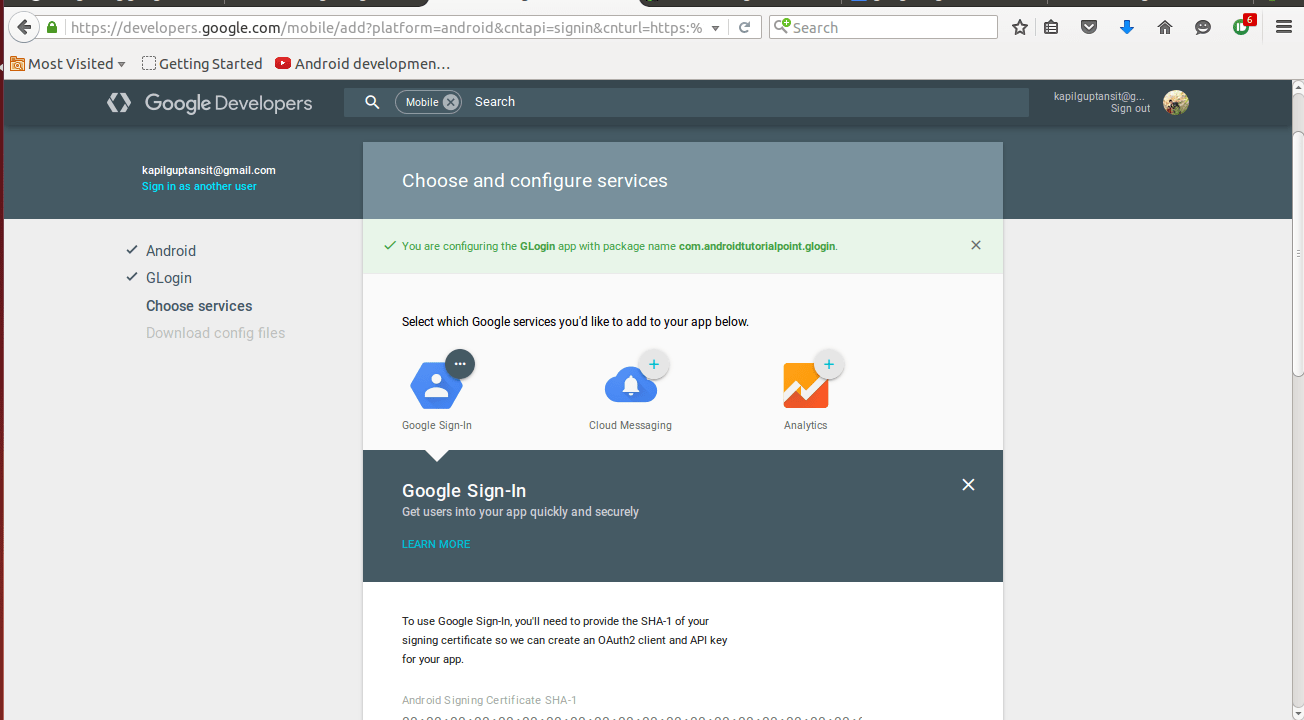 https://developers.google.com/mobile/add?platform=android&cntapi=signin&cnturl=https:%
Search
6
Most Visited
Getting Started
Android developmen…
Google Developers
Mobile
Search
kapilguptansit@g...
Sign out
kapilguptansit@gmail.com
Sign in as another user
Choose and configure services
You are configuring the GLogin app with package name com.androidtutorialpoint.glogin.
Android
GLogin
Choose services
Download config files
Select which Google services you'd like to add to your app below.
Google Sign-In
Cloud Messaging
Analytics
Google Sign-In
Get users into your app quickly and securely
LEARN MORE
To use Google Sign-In, you'll need to provide the SHA-1 of your
signing certificate so we can create an OAuth2 client and API key
for your app.
Android Signing Certificate SHA-1